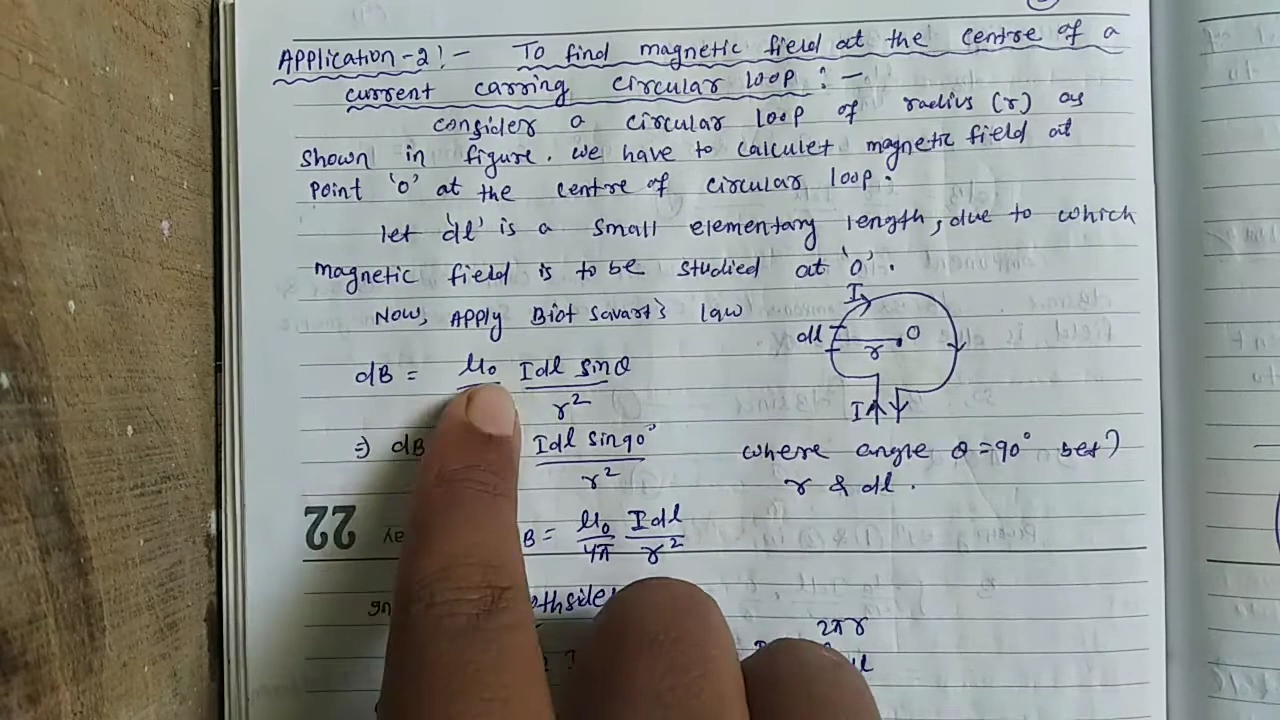 Application-2!- To find magnetic field at the centre of a
current carring circular loop :-
consider a circular loop of radius (r) as
shown in figure. we have to calculet magnetic field at
point 'o' at the centre of circular loop.
let 'dl' is a small elementary length, due to which
magnetic field is to be studied at 'o'.
Now, Apply Biot Savart's law
I
dl
r
O
I
dB = μ₀ Idl sinθ
r²
⇒ dB Idl sin90°
r²
where angle θ=90° bet?
r & dl.
22
B = μ₀/4π Idl/r²
thsides
2πr